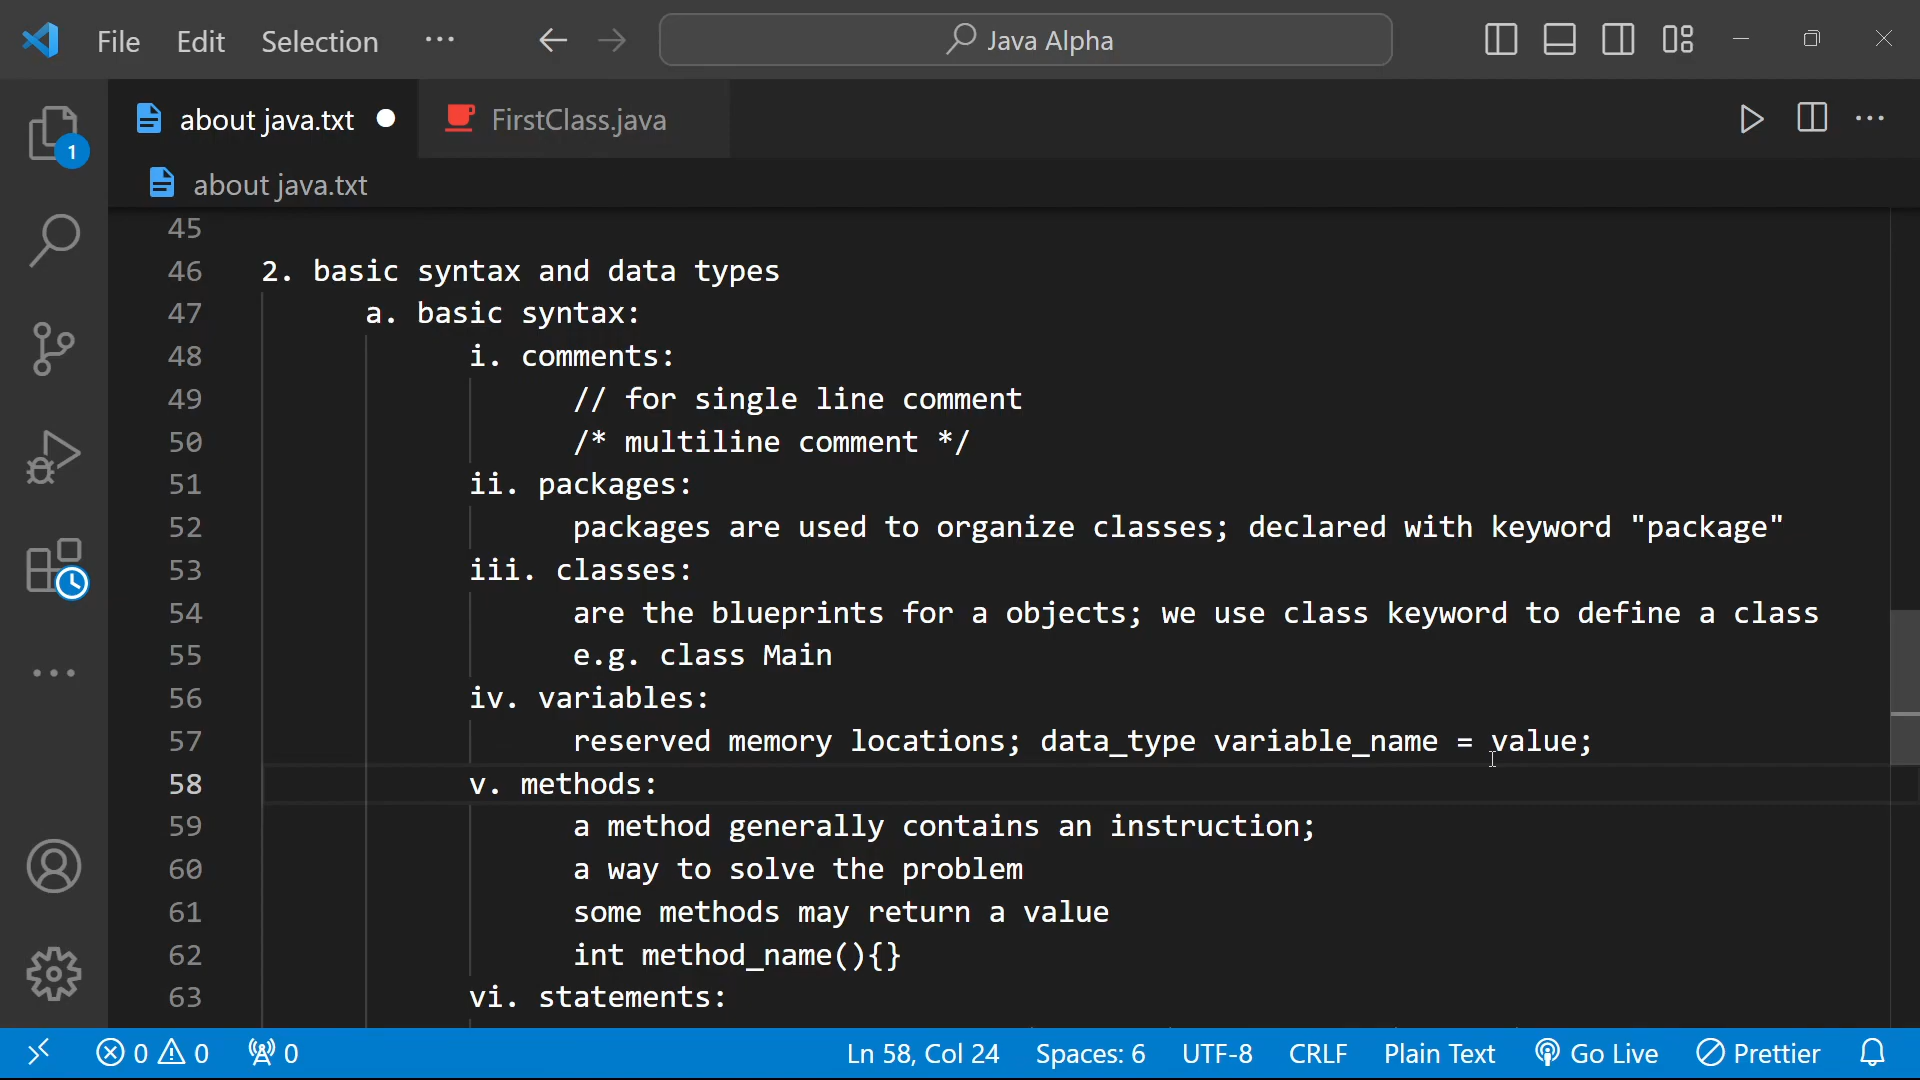 File Edit Selection ··· Java Alpha
about java.txt FirstClass.java
1
about java.txt
45
46 2. basic syntax and data types
47 a. basic syntax:
48 i. comments:
49 // for single line comment
50 /* multiline comment */
51 ii. packages:
52 packages are used to organize classes; declared with keyword "package"
53 iii. classes:
54 are the blueprints for a objects; we use class keyword to define a class
55 e.g. class Main
56 iv. variables:
57 reserved memory locations; data_type variable_name = value;
58 v. methods:
59 a method generally contains an instruction;
60 a way to solve the problem
61 some methods may return a value
62 int method_name(){}
63 vi. statements:
0 0 0 Ln 58, Col 24 Spaces: 6 UTF-8 CRLF Plain Text Go Live Prettier